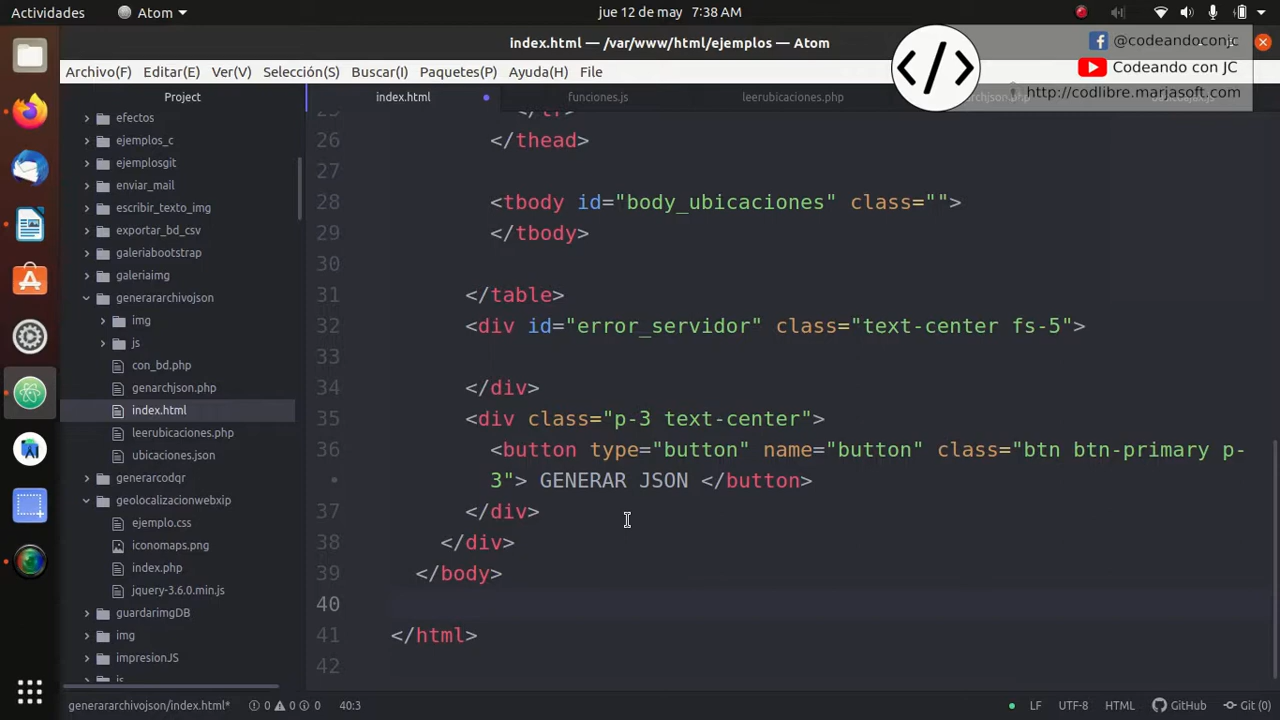 Actividades
Atom
jue 12 de may 7:38 AM
index.html — /var/www/html/ejemplos — Atom
@codeandoconjc
Codeando con JC
http://codlibre.marjasoft.com
Archivo(F) Editar(E) Ver(V) Selección(S) Buscar(I) Paquetes(P) Ayuda(H) File
Project
index.html
funciones.js
leerubicaciones.php
efectos
ejemplos_c
ejemplosgit
enviar_mail
escribir_texto_img
exportar_bd_csv
galeriabootstrap
galeriaimg
generararchivojson
img
js
con_bd.php
genarchjson.php
index.html
leerubicaciones.php
ubicaciones.json
generarcodqr
geolocalizacionwebxip
ejemplo.css
iconomaps.png
index.php
jquery-3.6.0.min.js
guardarimgDB
img
impresionJS
25 </tr>
26 </thead>
27
28 <tbody id="body_ubicaciones" class="">
29 </tbody>
30
31 </table>
32 <div id="error_servidor" class="text-center fs-5">
33
34 </div>
35 <div class="p-3 text-center">
36 <button type="button" name="button" class="btn btn-primary p-
• 3"> GENERAR JSON </button>
37 </div>
38 </div>
39 </body>
40
41 </html>
42
generararchivojson/index.html* 0 0 0 40:3
LF UTF-8 HTML GitHub Git (0)